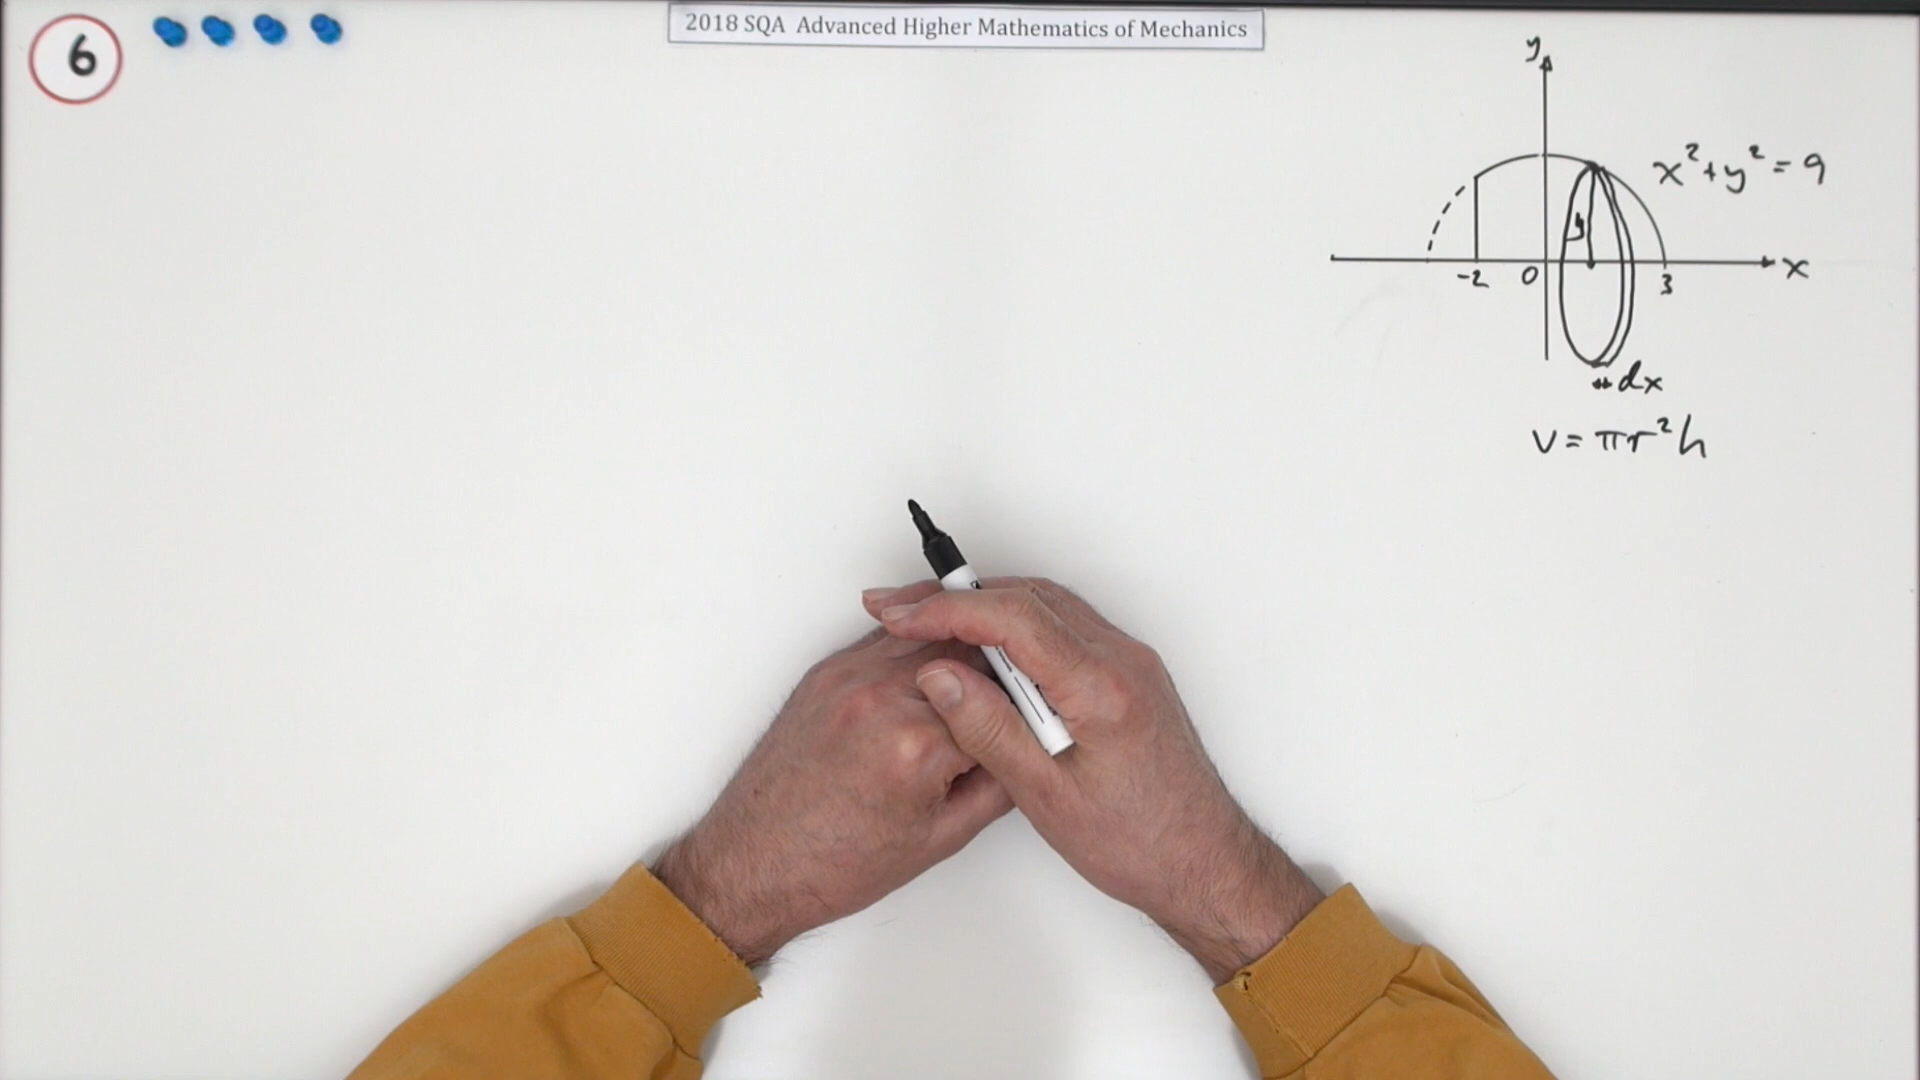 6
2018 SQA Advanced Higher Mathematics of Mechanics
y
x² + y² = 9
y
-2 0 3 x
dx
V = πr²h